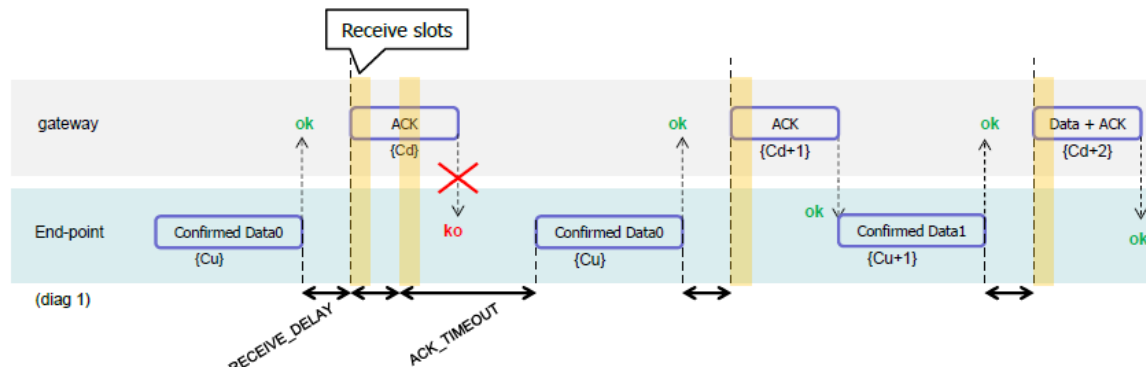 Receive slots
gateway
ok
ACK
{Cd}
ok
ACK
{Cd+1}
ok
Data + ACK
{Cd+2}
End-point
Confirmed Data0
{Cu}
ko
Confirmed Data0
{Cu}
ok
Confirmed Data1
{Cu+1}
ok
(diag 1)
RECEIVE_DELAY
ACK_TIMEOUT